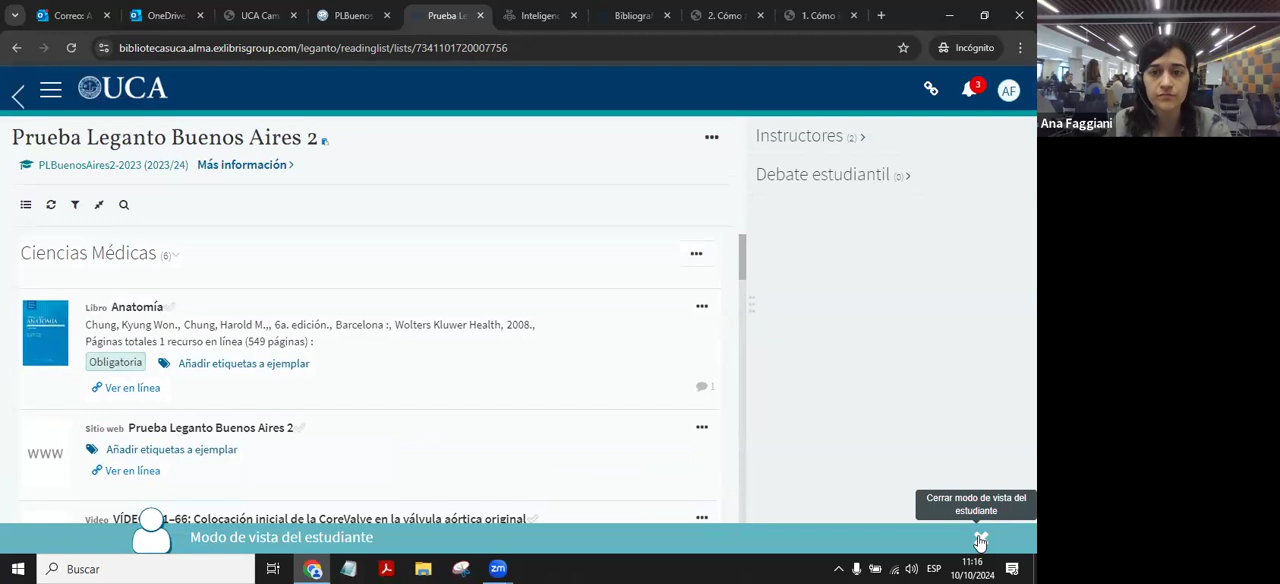 Correo: A
OneDrive
UCA Cam
PLBuenos
Prueba Le
Inteligenc
Bibliograf
2. Cómo
1. Cómo
bibliotecasuca.alma.exlibrisgroup.com/leganto/readinglist/lists/7341101720007756
Incógnito
UCA
3
AF
Ana Faggiani
Prueba Leganto Buenos Aires 2
PLBuenosAires2-2023 (2023/24) Más información
Instructores (2)
Debate estudiantil (0)
Ciencias Médicas (6)
Libro Anatomía
Chung, Kyung Won., Chung, Harold M.,, 6a. edición., Barcelona :, Wolters Kluwer Health, 2008.,
Páginas totales 1 recurso en línea (549 páginas) :
Obligatoria Añadir etiquetas a ejemplar
Ver en línea
1
Sitio web Prueba Leganto Buenos Aires 2
WWW
Añadir etiquetas a ejemplar
Ver en línea
Video VÍDE 1–66: Colocación inicial de la CoreValve en la válvula aórtica original
Cerrar modo de vista del
estudiante
Modo de vista del estudiante
Buscar
zm
ESP
11:16
10/10/2024